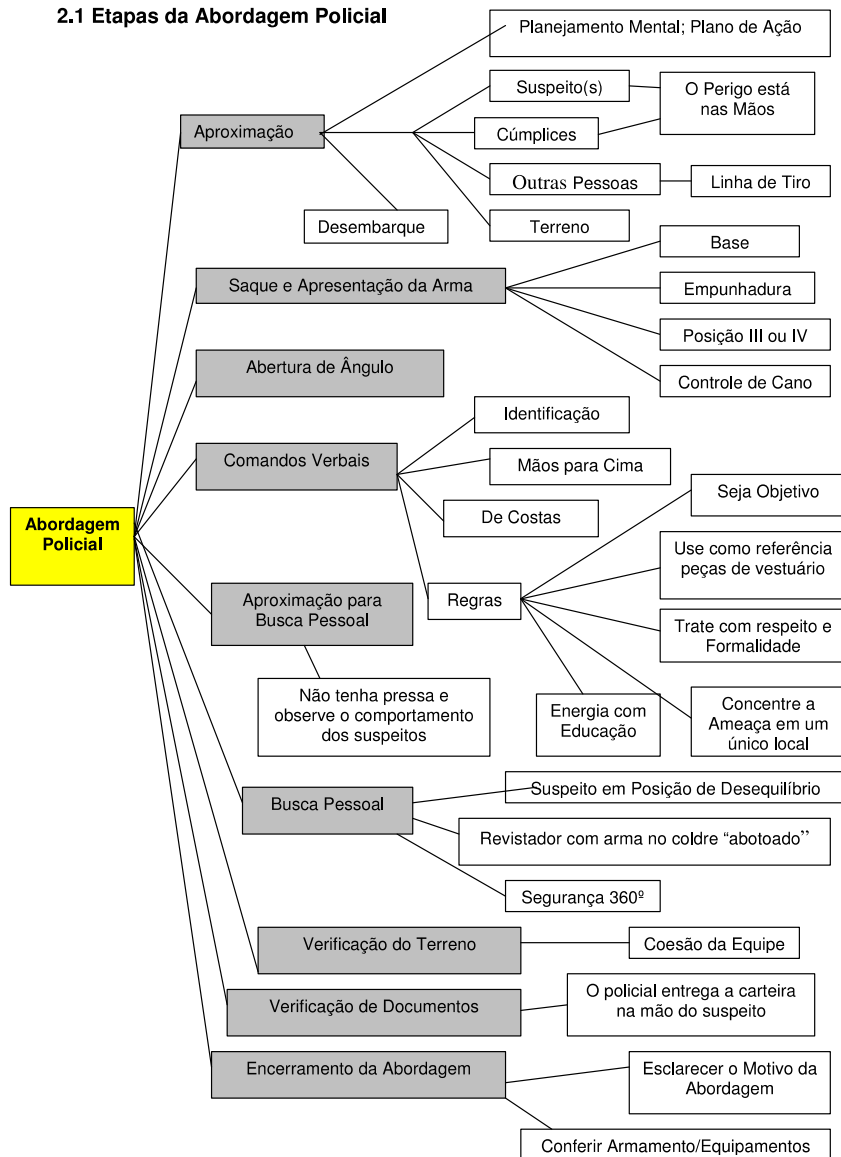 2.1 Etapas da Abordagem Policial
Planejamento Mental; Plano de Ação
Suspeito(s)
O Perigo está
nas Mãos
Aproximação
Cúmplices
Outras Pessoas
Linha de Tiro
Desembarque
Terreno
Base
Saque e Apresentação da Arma
Empunhadura
Posição III ou IV
Abertura de Ângulo
Controle de Cano
Identificação
Comandos Verbais
Mãos para Cima
Seja Objetivo
De Costas
Abordagem
Policial
Use como referência
peças de vestuário
Aproximação para
Busca Pessoal
Regras
Trate com respeito e
Formalidade
Não tenha pressa e
observe o comportamento
dos suspeitos
Energia com
Educação
Concentre a
Ameaça em um
único local
Suspeito em Posição de Desequilíbrio
Busca Pessoal
Revistador com arma no coldre “abotoado”
Segurança 360º
Verificação do Terreno
Coesão da Equipe
Verificação de Documentos
O policial entrega a carteira
na mão do suspeito
Encerramento da Abordagem
Esclarecer o Motivo da
Abordagem
Conferir Armamento/Equipamentos